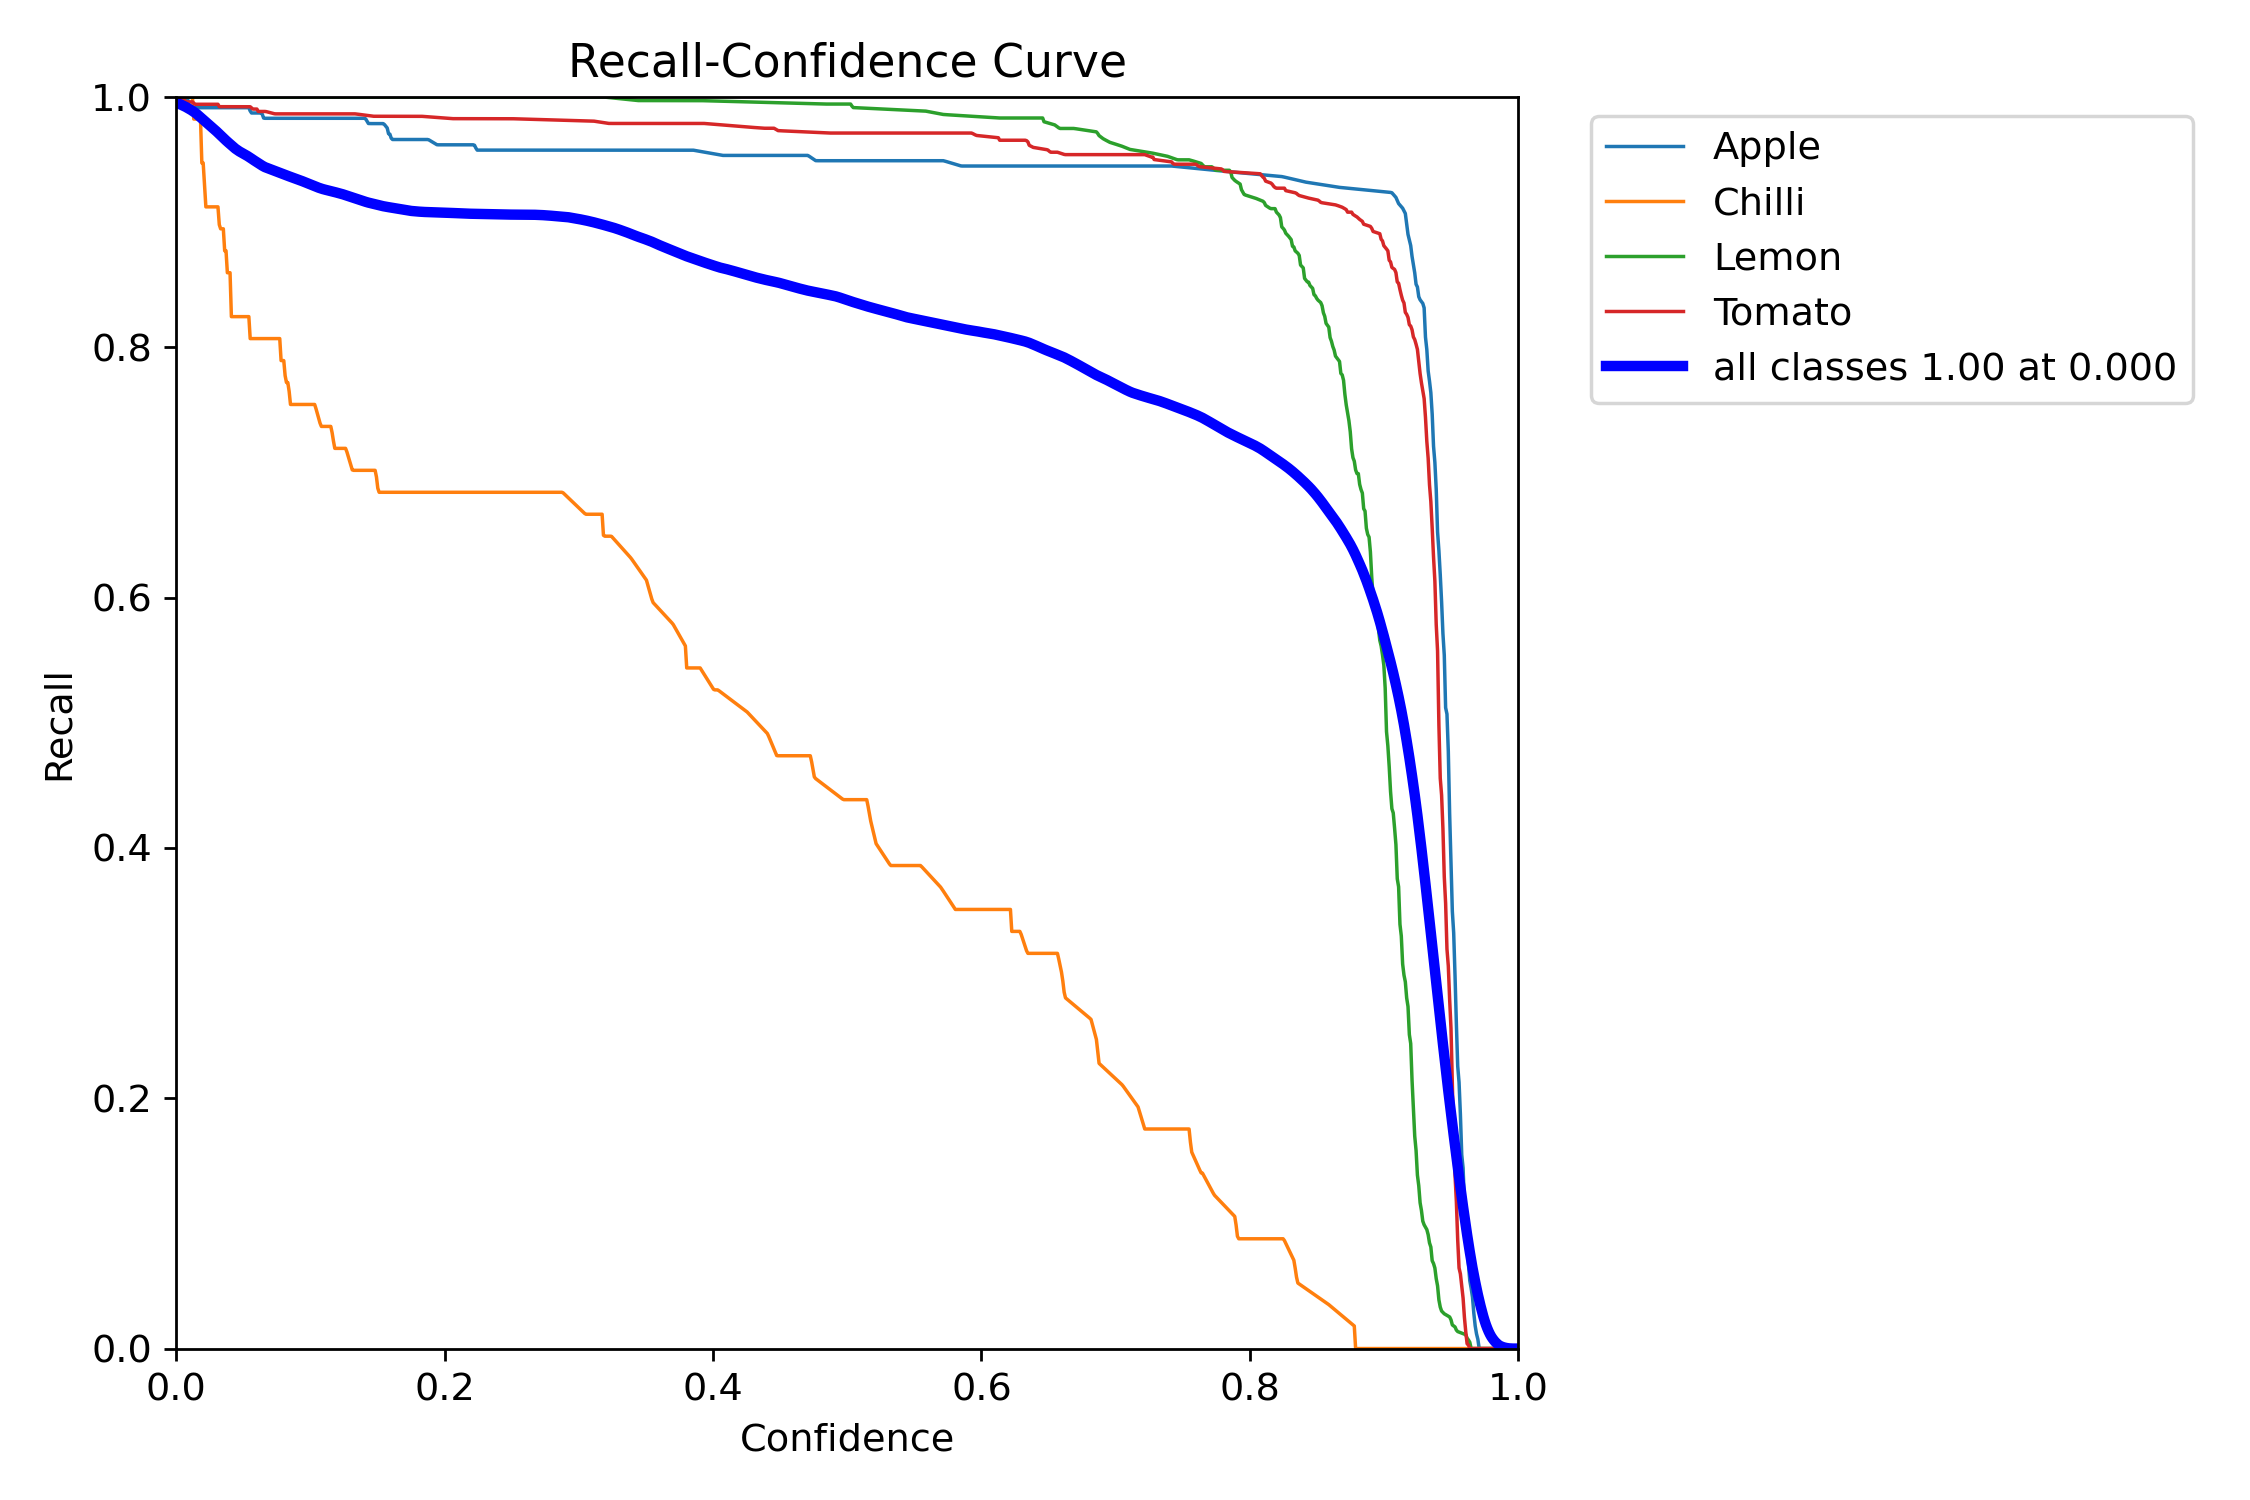 Recall-Confidence Curve
1.0
0.8
0.6
0.4
0.2
0.0
Recall
0.0 0.2 0.4 0.6 0.8 1.0
Confidence
Apple
Chilli
Lemon
Tomato
all classes 1.00 at 0.000